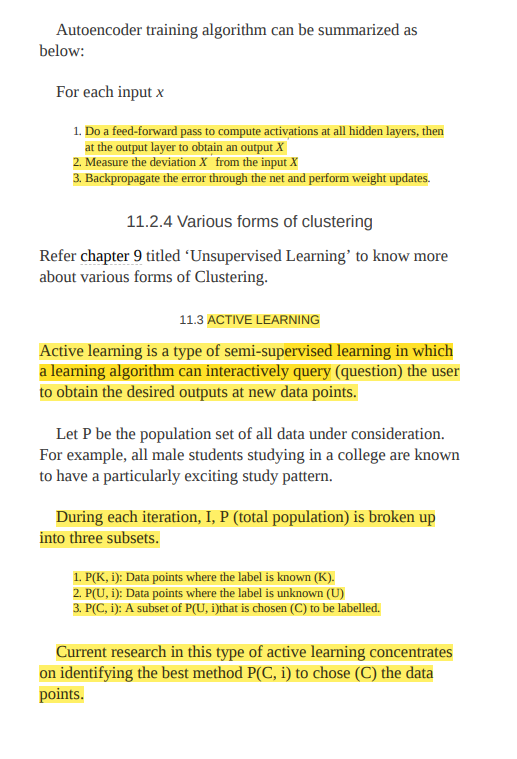 Autoencoder training algorithm can be summarized as
below:
For each input x
1. Do a feed-forward pass to compute activations at all hidden layers, then
at the output layer to obtain an output X ˙
2. Measure the deviation X ˙ from the input X
3. Backpropagate the error through the net and perform weight updates.
11.2.4 Various forms of clustering
Refer chapter 9 titled ‘Unsupervised Learning’ to know more
about various forms of Clustering.
11.3 ACTIVE LEARNING
Active learning is a type of semi-supervised learning in which
a learning algorithm can interactively query (question) the user
to obtain the desired outputs at new data points.
Let P be the population set of all data under consideration.
For example, all male students studying in a college are known
to have a particularly exciting study pattern.
During each iteration, I, P (total population) is broken up
into three subsets.
1. P(K, i): Data points where the label is known (K).
2. P(U, i): Data points where the label is unknown (U)
3. P(C, i): A subset of P(U, i)that is chosen (C) to be labelled.
Current research in this type of active learning concentrates
on identifying the best method P(C, i) to chose (C) the data
points.